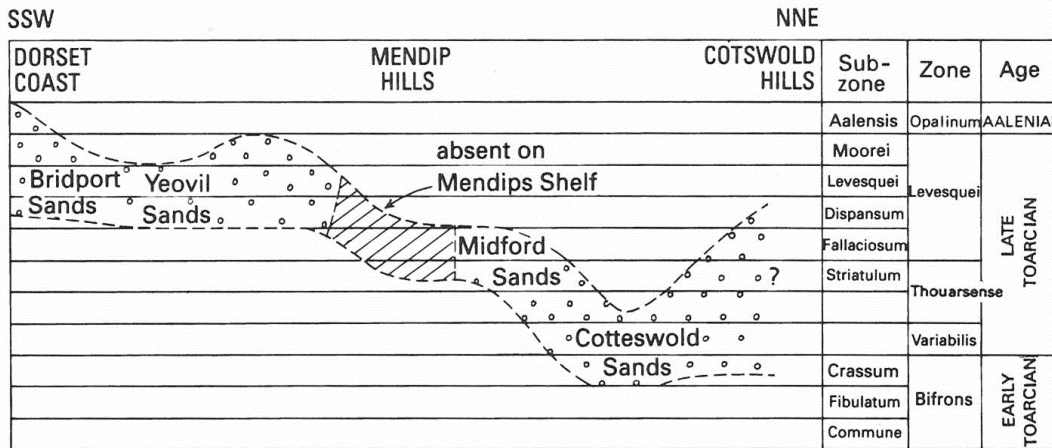 SSW NNE
DORSET COAST MENDIP HILLS COTSWOLD HILLS Sub-zone Zone Age
Aalensis Opalinum AALENIAN
absent on Moorei
Bridport Yeovil Mendips Shelf Levesquei Levesquei
Sands Sands Dispansum
Midford Fallaciosum LATE TOARCIAN
Sands ? Striatulum
Thouarsense
Cotteswold Variabilis
Sands Crassum
Fibulatum Bifrons EARLY TOARCIAN
Commune